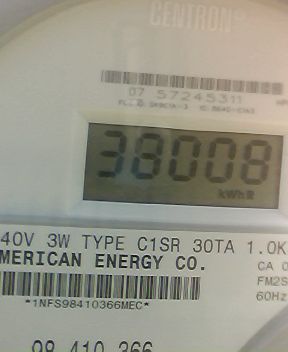 CENTRON®
07 57245311
38008
kWh
40V 3W TYPE C1SR 30TA 1.0K
MERICAN ENERGY CO.
CA 0
FM2S
60Hz
*1NFS98410366MEC*
98 410 366